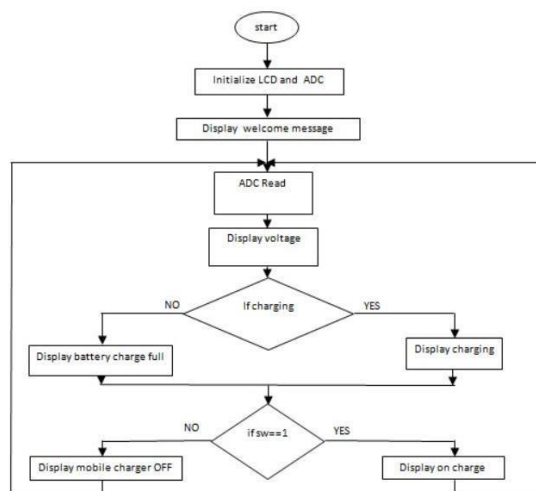 start
Initialize LCD and ADC
Display welcome message
ADC Read
Display voltage
If charging
NO
YES
Display battery charge full
Display charging
if sw==1
NO
YES
Display mobile charger OFF
Display on charge